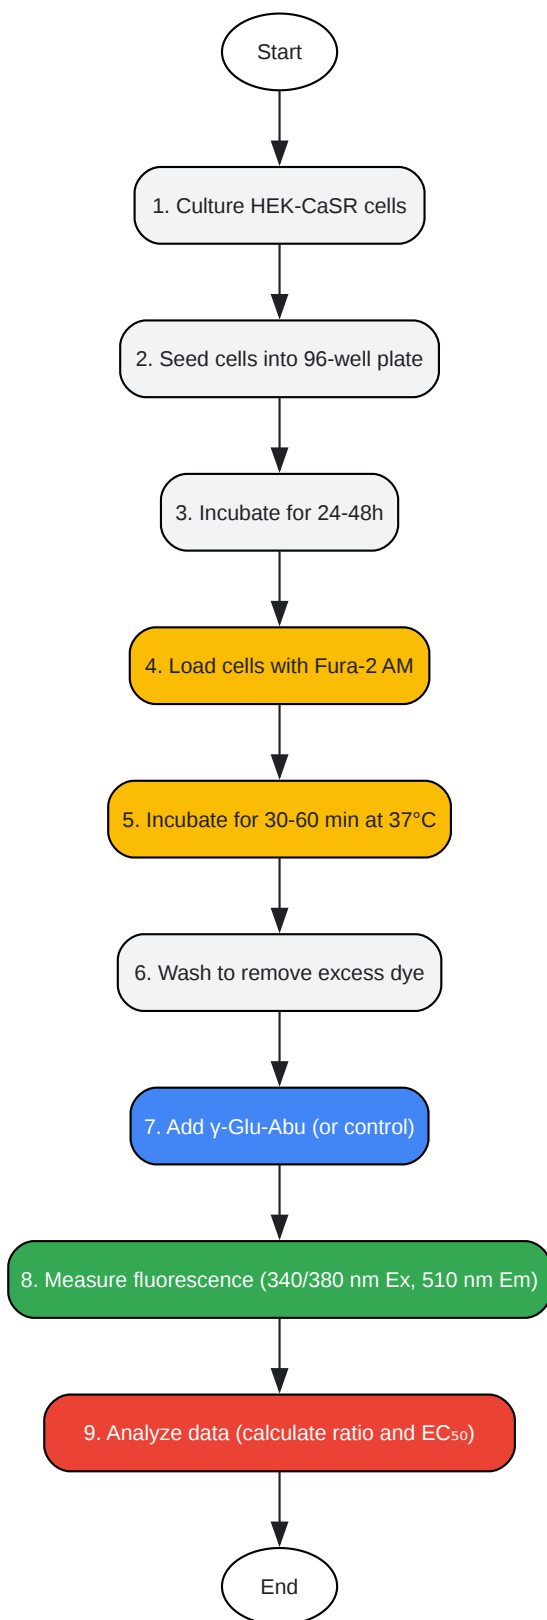 Start
1. Culture HEK-CaSR cells
2. Seed cells into 96-well plate
3. Incubate for 24-48h
4. Load cells with Fura-2 AM
5. Incubate for 30-60 min at 37°C
6. Wash to remove excess dye
7. Add γ-Glu-Abu (or control)
8. Measure fluorescence (340/380 nm Ex, 510 nm Em)
9. Analyze data (calculate ratio and EC₅₀)
End